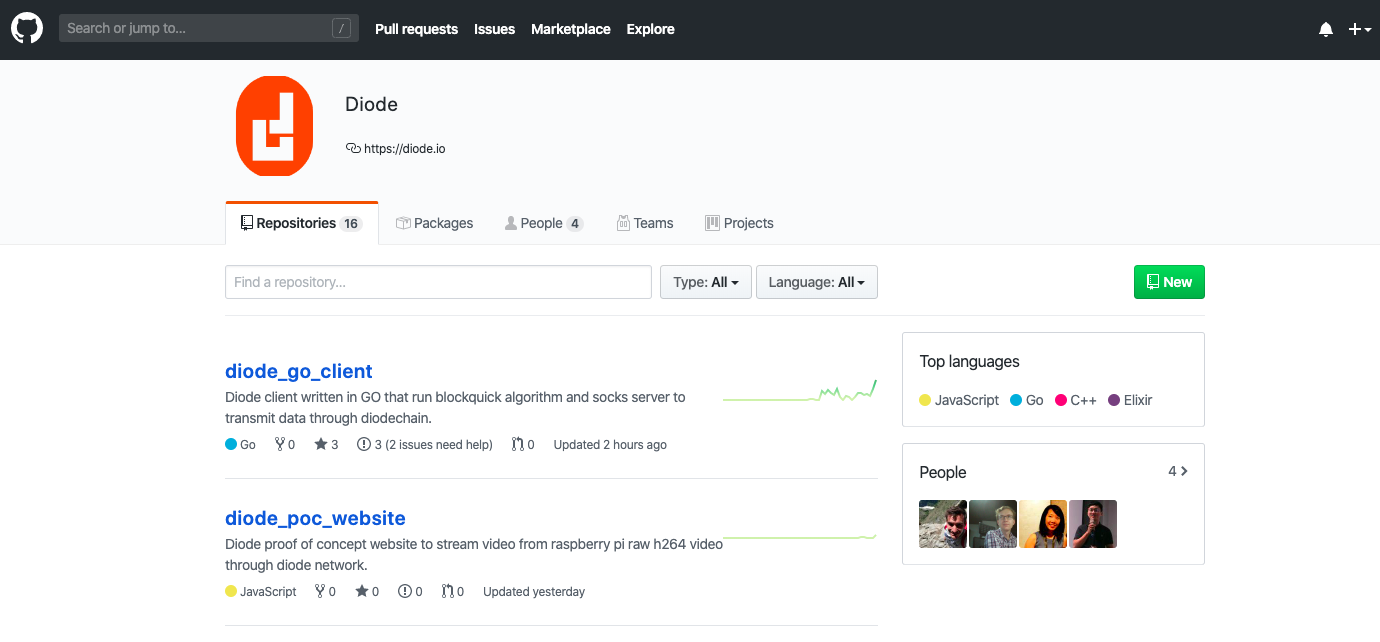 Search or jump to... /
Pull requests Issues Marketplace Explore
Diode
https://diode.io
Repositories 16 Packages People 4 Teams Projects
Find a repository... Type: All Language: All New
diode_go_client
Diode client written in GO that run blockquick algorithm and socks server to
transmit data through diodechain.
Go 0 3 3 (2 issues need help) 0 Updated 2 hours ago
diode_poc_website
Diode proof of concept website to stream video from raspberry pi raw h264 video
through diode network.
JavaScript 0 0 0 0 Updated yesterday
Top languages
JavaScript Go C++ Elixir
People 4